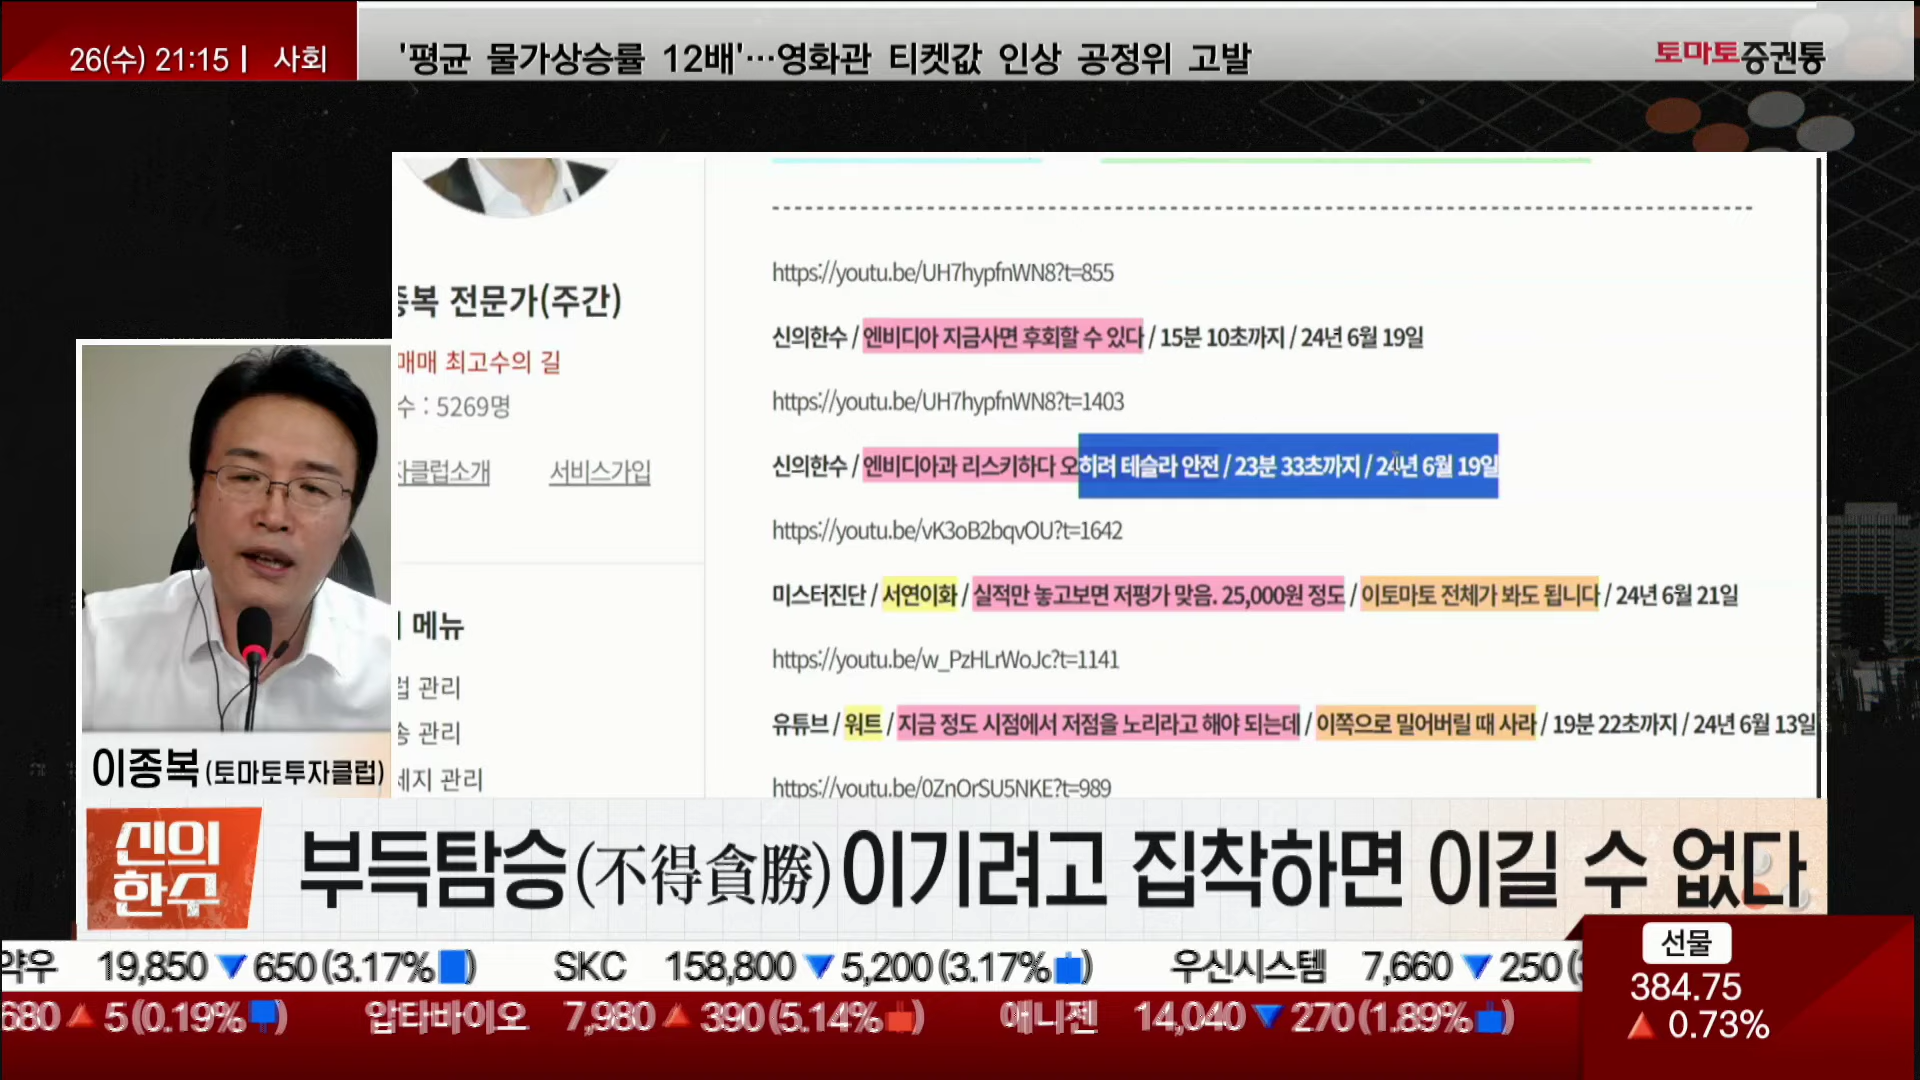 26(수) 21:15 | 사회
'평균 물가상승률 12배'…영화관 티켓값 인상 공정위 고발
토마토증권통
https://youtu.be/UH7hypfnWN8?t=855
종복 전문가(주간)
신의한수 / 엔비디아 지금사면 후회할 수 있다 / 15분 10초까지 / 24년 6월 19일
매매 최고수의 길
수 : 5269명
https://youtu.be/UH7hypfnWN8?t=1403
신의한수 / 엔비디아과 리스키하다 오히려 테슬라 안전 / 23분 33초까지 / 24년 6월 19일
자클럽소개 서비스가입
https://youtu.be/vK3oB2bqvOU?t=1642
미스터진단 / 서연이화 / 실적만 놓고보면 저평가 맞음. 25,000원 정도 / 이토마토 전체가 봐도 됩니다 / 24년 6월 21일
메뉴
https://youtu.be/w_PzHLrWoJc?t=1141
관리
유튜브 / 워트 / 지금 정도 시점에서 저점을 노리라고 해야 되는데 / 이쪽으로 밀어버릴 때 사라 / 19분 22초까지 / 24년 6월 13일
송 관리
세지 관리
https://youtu.be/0ZnOrSU5NKE?t=989
이종복 (토마토투자클럽)
신의한수
부득탐승(不得貪勝) 이기려고 집착하면 이길 수 없다
약우 19,850 ▼ 650 (3.17% ) SKC 158,800 ▼ 5,200 (3.17% ) 우신시스템 7,660 ▼ 250 (
680 ▲ 5 (0.19% ) 압타바이오 7,980 ▲ 390 (5.14% ) 애니젠 14,040 ▼ 270 (1.89% )
선물
384.75
▲ 0.73%